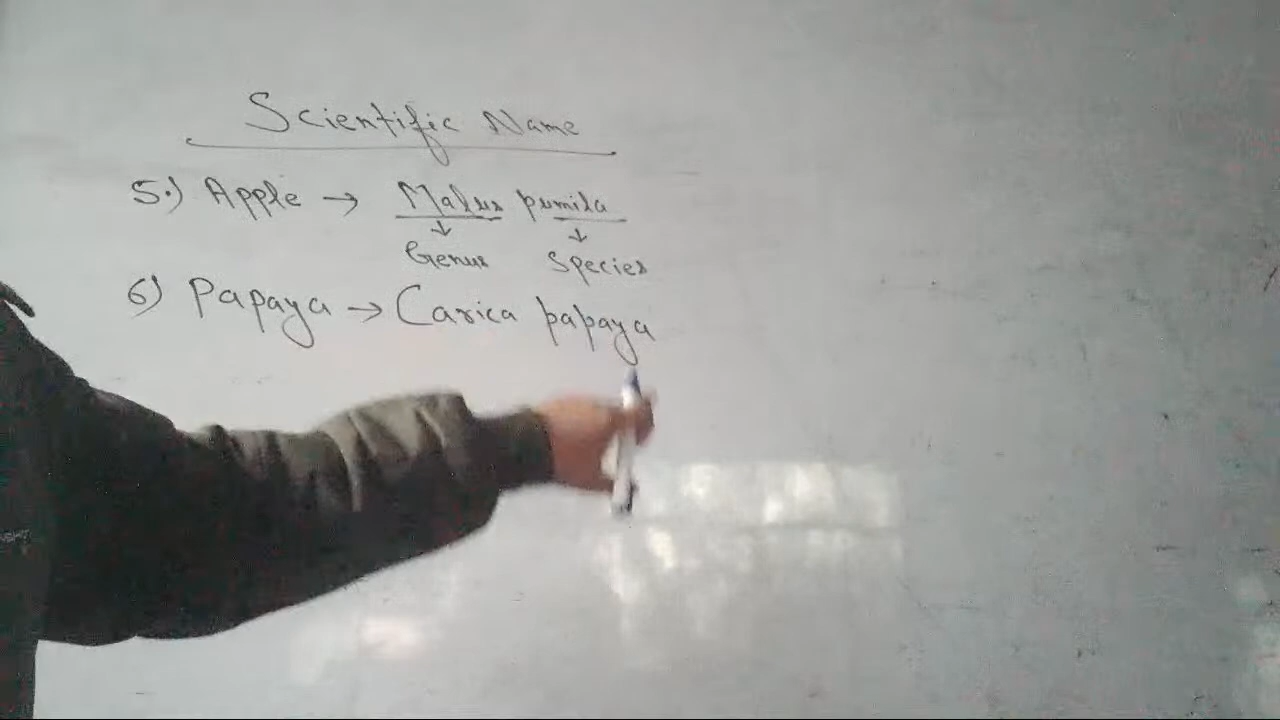 Scientific Name
5.) Apple → Malus pumila
↓ ↓
Genus Species
6) Papaya → Carica papaya